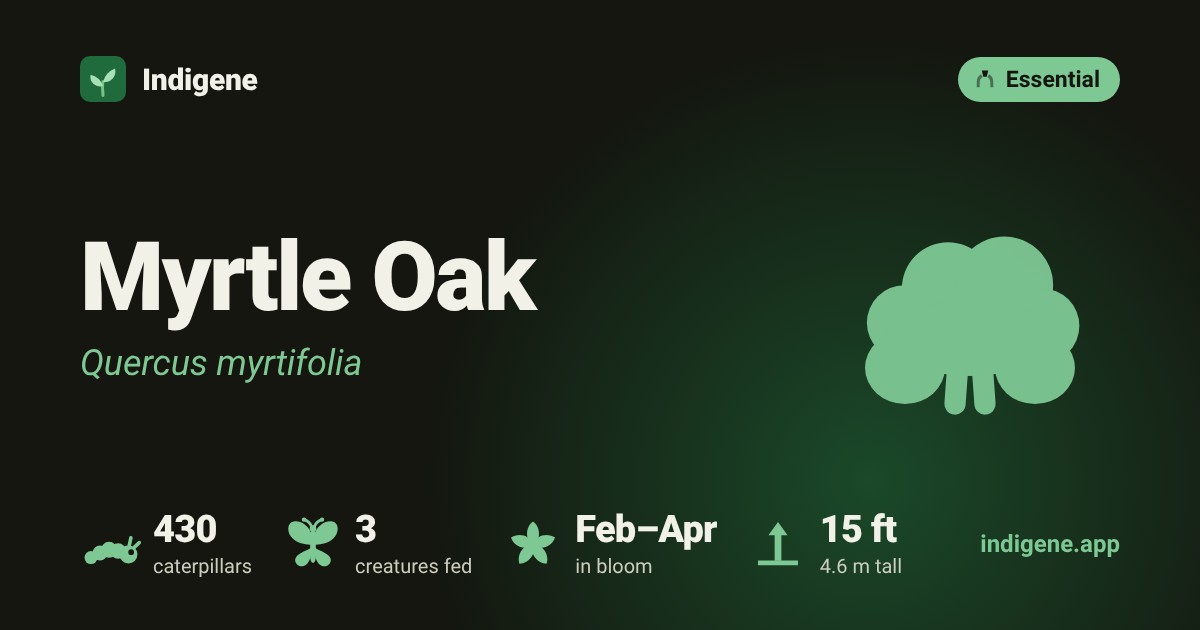 Indigene
Essential
Myrtle Oak
Quercus myrtifolia
430
caterpillars
3
creatures fed
Feb–Apr
in bloom
15 ft
4.6 m tall
indigene.app